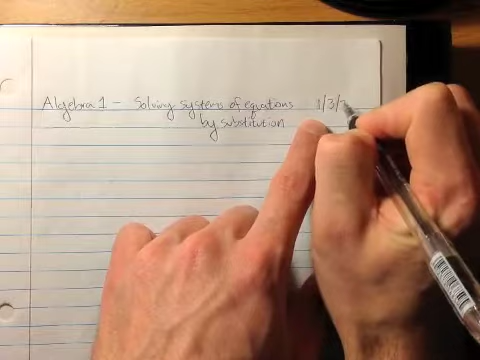 Algebra 1 - Solving systems of equations 1/3/
by substitution